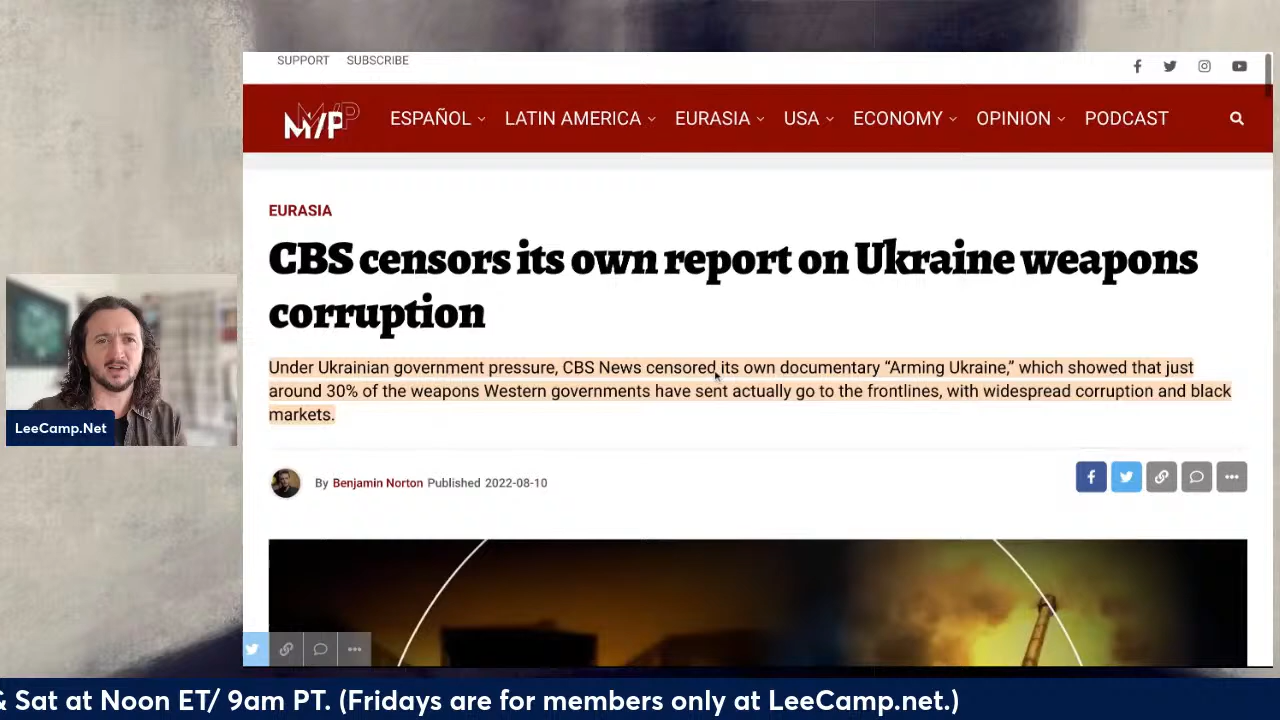 SUPPORT SUBSCRIBE
M/P ESPAÑOL LATIN AMERICA EURASIA USA ECONOMY OPINION PODCAST
EURASIA
CBS censors its own report on Ukraine weapons
corruption
Under Ukrainian government pressure, CBS News censored its own documentary “Arming Ukraine,” which showed that just
around 30% of the weapons Western governments have sent actually go to the frontlines, with widespread corruption and black
markets.
By Benjamin Norton Published 2022-08-10
LeeCamp.Net
& Sat at Noon ET/ 9am PT. (Fridays are for members only at LeeCamp.net.)